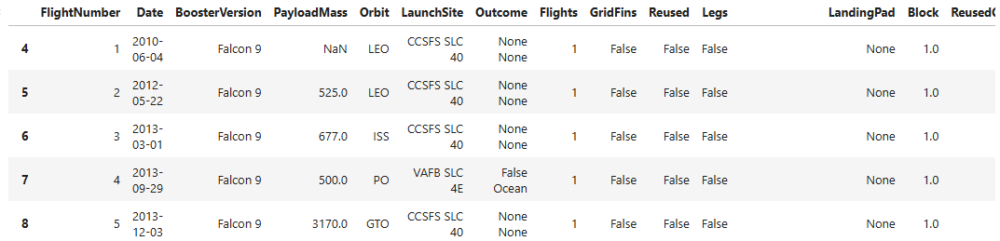 FlightNumber Date BoosterVersion PayloadMass Orbit LaunchSite Outcome Flights GridFins Reused Legs LandingPad Block ReusedC
4 1 2010-06-04 Falcon 9 NaN LEO CCSFS SLC 40 None None 1 False False False None 1.0
5 2 2012-05-22 Falcon 9 525.0 LEO CCSFS SLC 40 None None 1 False False False None 1.0
6 3 2013-03-01 Falcon 9 677.0 ISS CCSFS SLC 40 None None 1 False False False None 1.0
7 4 2013-09-29 Falcon 9 500.0 PO VAFB SLC 4E False Ocean 1 False False False None 1.0
8 5 2013-12-03 Falcon 9 3170.0 GTO CCSFS SLC 40 None None 1 False False False None 1.0